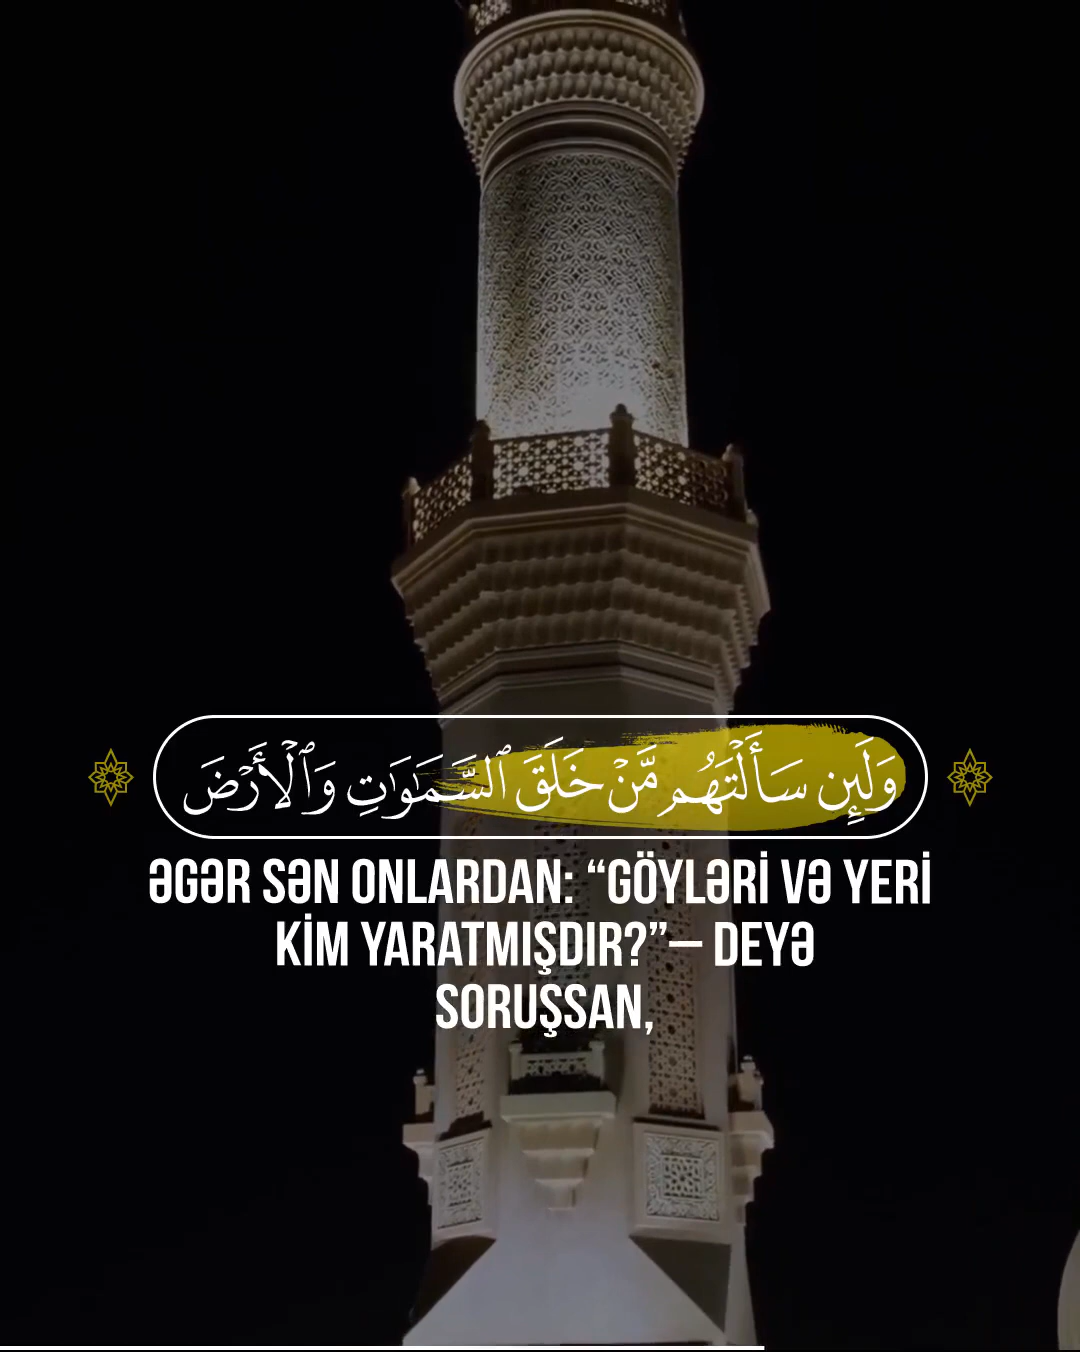 وَلَئِن سَأَلْتَهُم مَّنْ خَلَقَ ٱلسَّمَـٰوَٰتِ وَٱلْأَرْضَ
ƏGƏR SƏN ONLARDAN: “GÖYLƏRİ VƏ YERİ
KİM YARATMIŞDIR?”– DEYƏ
SORUŞSAN,